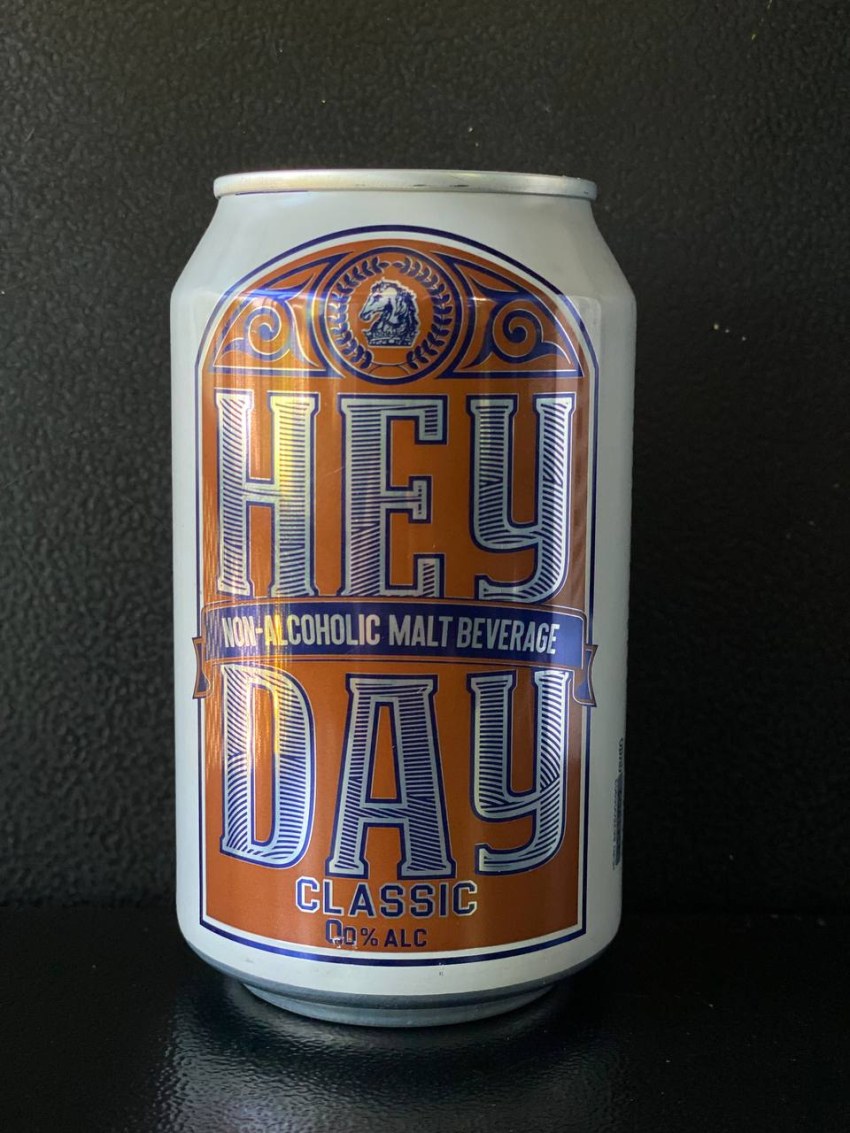 HEY
NON-ALCOHOLIC MALT BEVERAGE
DAY
CLASSIC
0.0% ALC